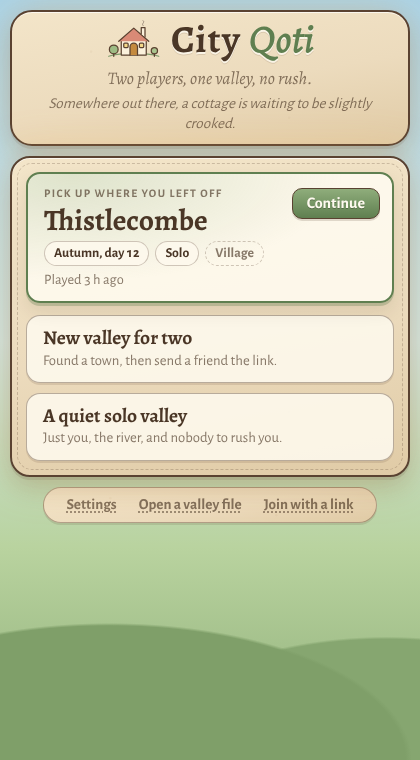 City Qoti
Two players, one valley, no rush.
Somewhere out there, a cottage is waiting to be slightly
crooked.
PICK UP WHERE YOU LEFT OFF
Thistlecombe
Continue
Autumn, day 12 Solo Village
Played 3 h ago
New valley for two
Found a town, then send a friend the link.
A quiet solo valley
Just you, the river, and nobody to rush you.
Settings Open a valley file Join with a link